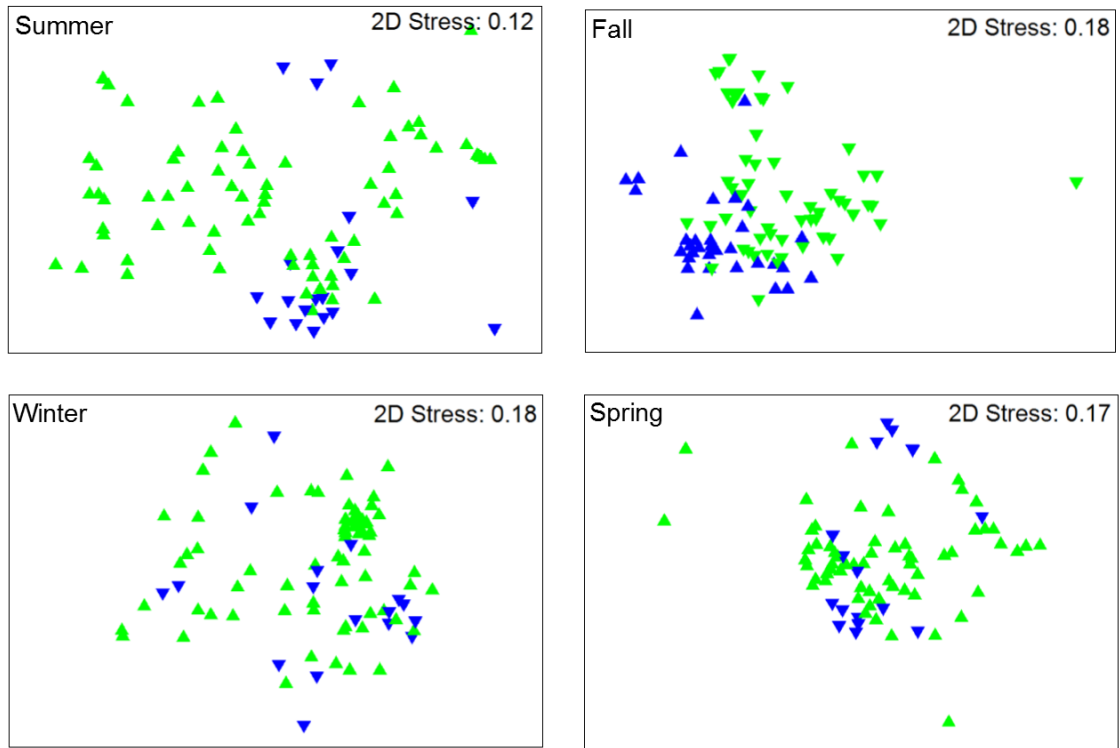 Summer
2D Stress: 0.12
Fall
2D Stress: 0.18
Winter
2D Stress: 0.18
Spring
2D Stress: 0.17